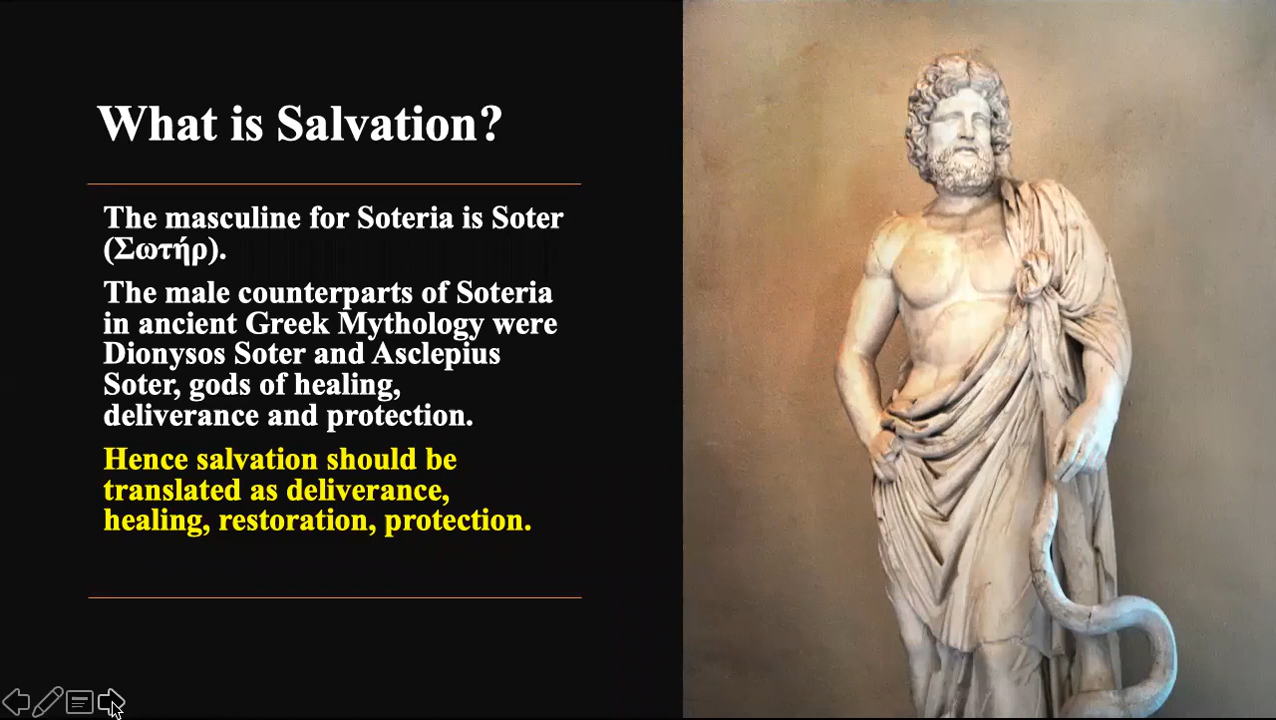 What is Salvation?
The masculine for Soteria is Soter
(Σωτήρ).
The male counterparts of Soteria
in ancient Greek Mythology were
Dionysos Soter and Asclepius
Soter, gods of healing,
deliverance and protection.
Hence salvation should be
translated as deliverance,
healing, restoration, protection.